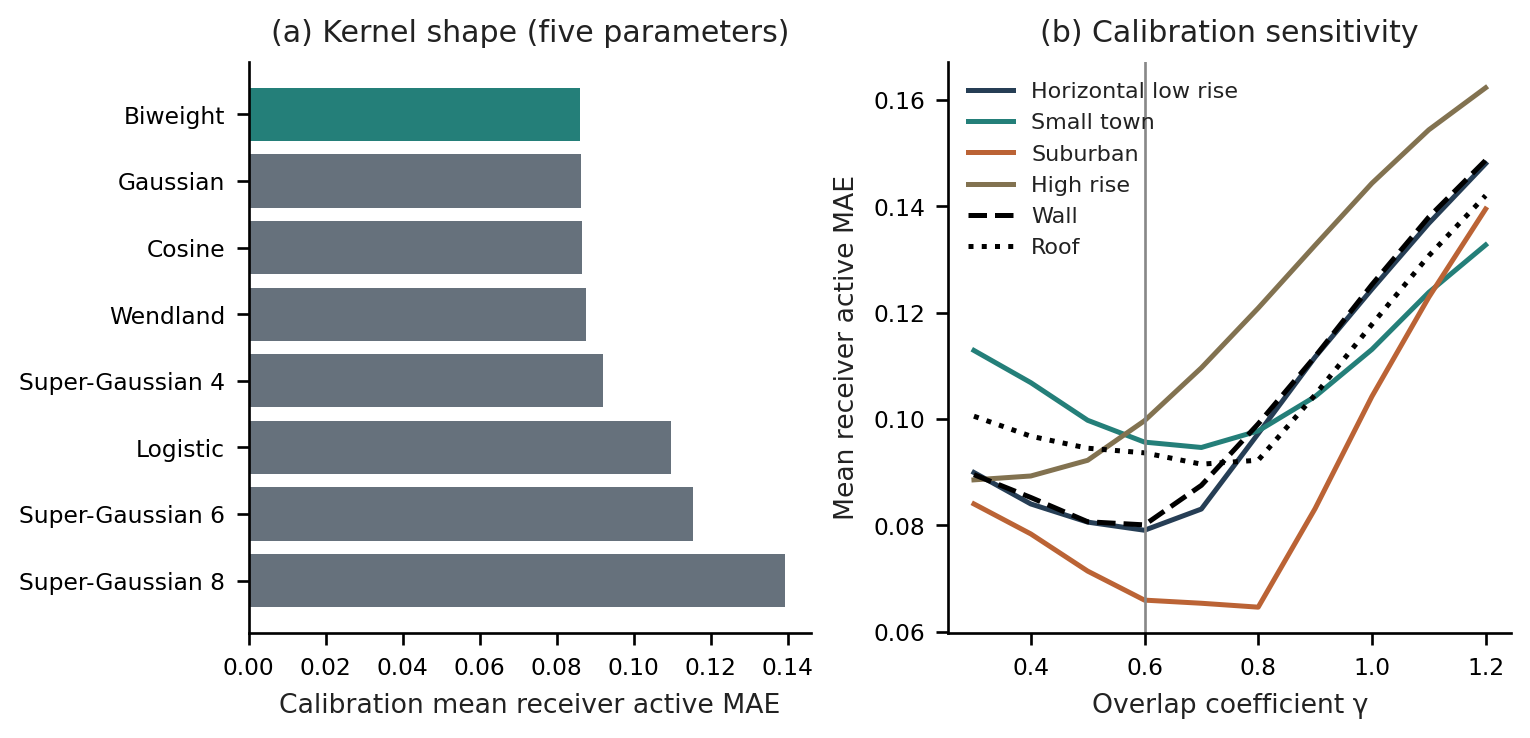 (a) Kernel shape (five parameters)
Biweight
Gaussian
Cosine
Wendland
Super-Gaussian 4
Logistic
Super-Gaussian 6
Super-Gaussian 8
0.00 0.02 0.04 0.06 0.08 0.10 0.12 0.14
Calibration mean receiver active MAE
(b) Calibration sensitivity
Horizontal low rise
Small town
Suburban
High rise
Wall
Roof
Mean receiver active MAE
0.16
0.14
0.12
0.10
0.08
0.06
0.4 0.6 0.8 1.0 1.2
Overlap coefficient γ